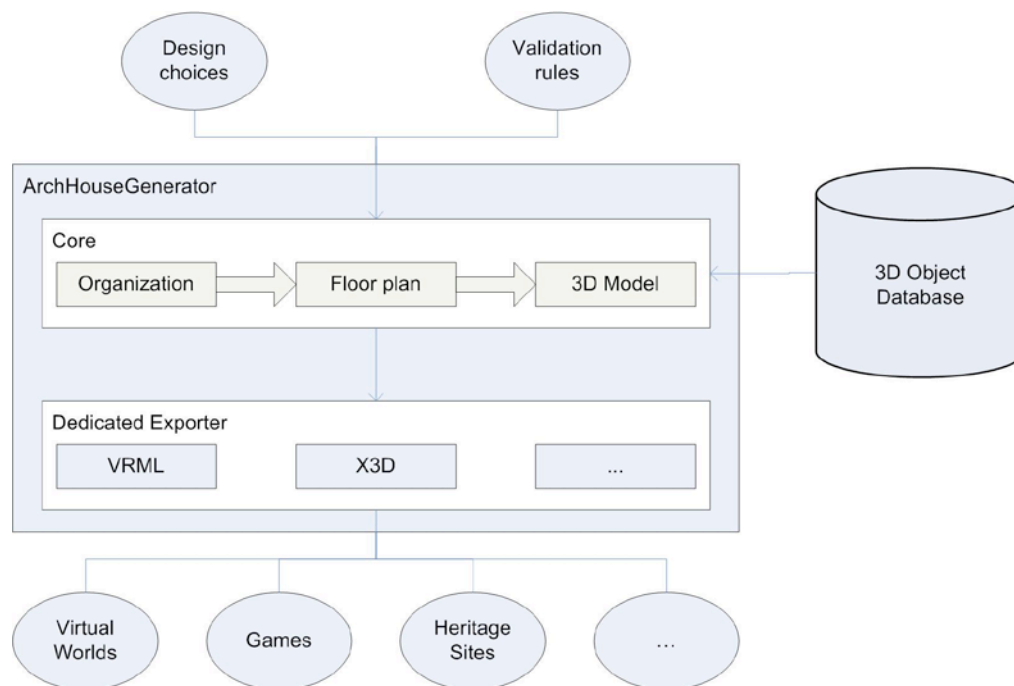 Design
choices
Validation
rules
ArchHouseGenerator
Core
Organization
Floor plan
3D Model
3D Object
Database
Dedicated Exporter
VRML
X3D
...
Virtual
Worlds
Games
Heritage
Sites
...